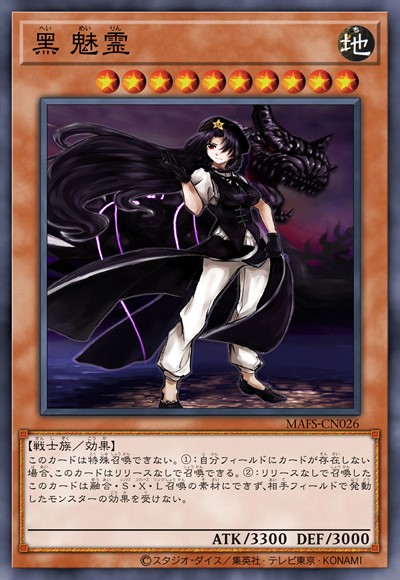 黑魅霊
へいめいりん
地
MAFS-CN026
【戦士族／効果】
このカードは特殊召喚できない。①：自分フィールドにカードが存在しない
場合、このカードはリリースなしで召喚できる。②：リリースなしで召喚した
このカードは融合・S・X・L召喚の素材にできず、相手フィールドで発動
したモンスターの効果を受けない。
ATK/3300 DEF/3000
©スタジオ・ダイス/集英社・テレビ東京・KONAMI